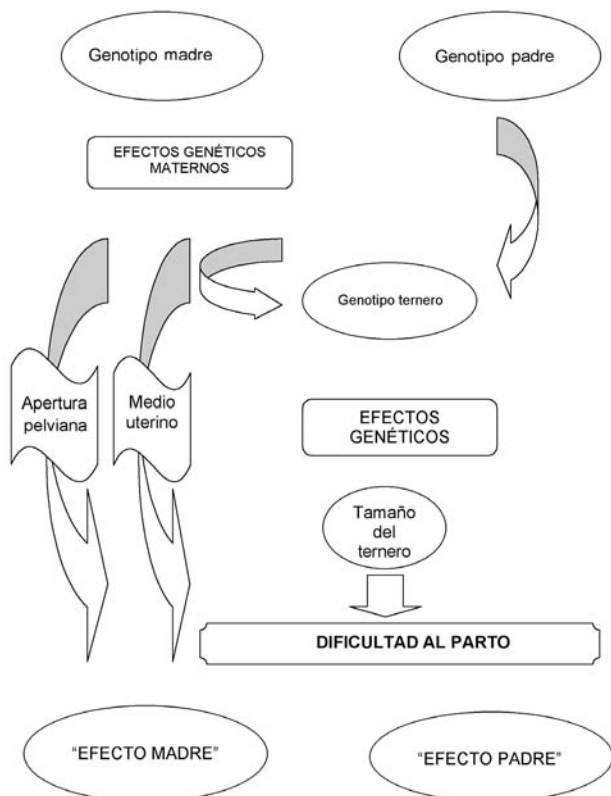 Genotipo madre
Genotipo padre
EFECTOS GENÉTICOS
MATERNOS
Genotipo ternero
Apertura
pelviana
Medio
uterino
EFECTOS
GENÉTICOS
Tamaño
del
ternero
DIFICULTAD AL PARTO
“EFECTO MADRE”
“EFECTO PADRE”